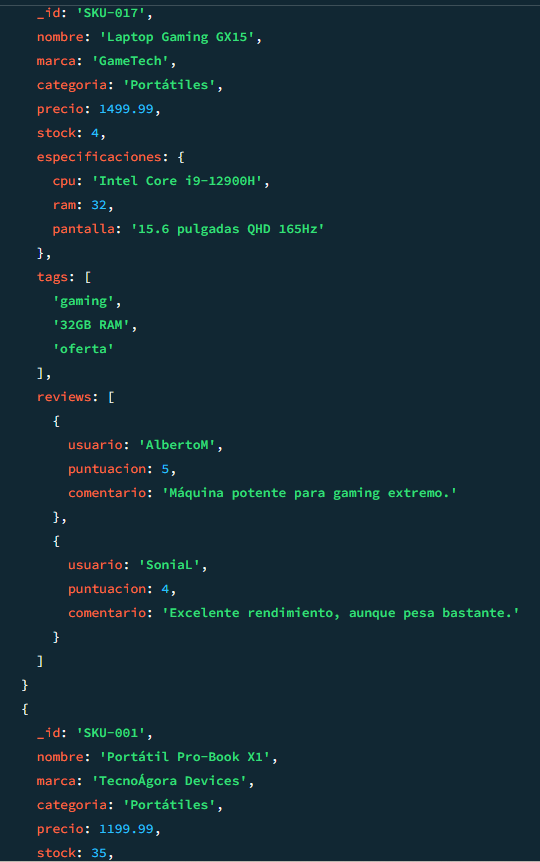 _id: 'SKU-017',
nombre: 'Laptop Gaming GX15',
marca: 'GameTech',
categoria: 'Portátiles',
precio: 1499.99,
stock: 4,
especificaciones: {
cpu: 'Intel Core i9-12900H',
ram: 32,
pantalla: '15.6 pulgadas QHD 165Hz'
},
tags: [
'gaming',
'32GB RAM',
'oferta'
],
reviews: [
{
usuario: 'AlbertoM',
puntuacion: 5,
comentario: 'Máquina potente para gaming extremo.'
},
{
usuario: 'SoniaL',
puntuacion: 4,
comentario: 'Excelente rendimiento, aunque pesa bastante.'
}
]
}
{
_id: 'SKU-001',
nombre: 'Portátil Pro-Book X1',
marca: 'TecnoÁgora Devices',
categoria: 'Portátiles',
precio: 1199.99,
stock: 35,